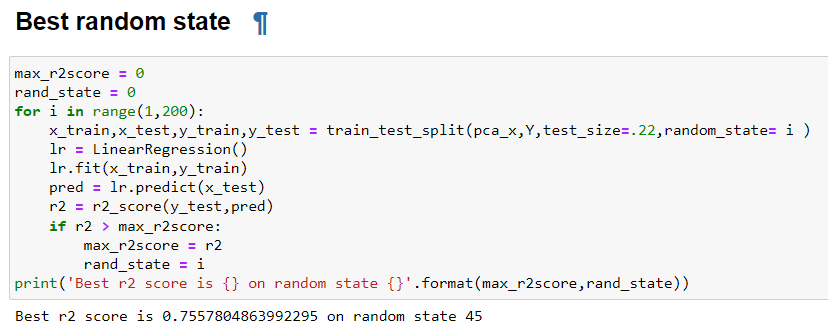 Best random state ¶
max_r2score = 0
rand_state = 0
for i in range(1,200):
    x_train,x_test,y_train,y_test = train_test_split(pca_x,Y,test_size=.22,random_state= i )
    lr = LinearRegression()
    lr.fit(x_train,y_train)
    pred = lr.predict(x_test)
    r2 = r2_score(y_test,pred)
    if r2 > max_r2score:
        max_r2score = r2
        rand_state = i
print('Best r2 score is {} on random state {}'.format(max_r2score,rand_state))
Best r2 score is 0.7557804863992295 on random state 45